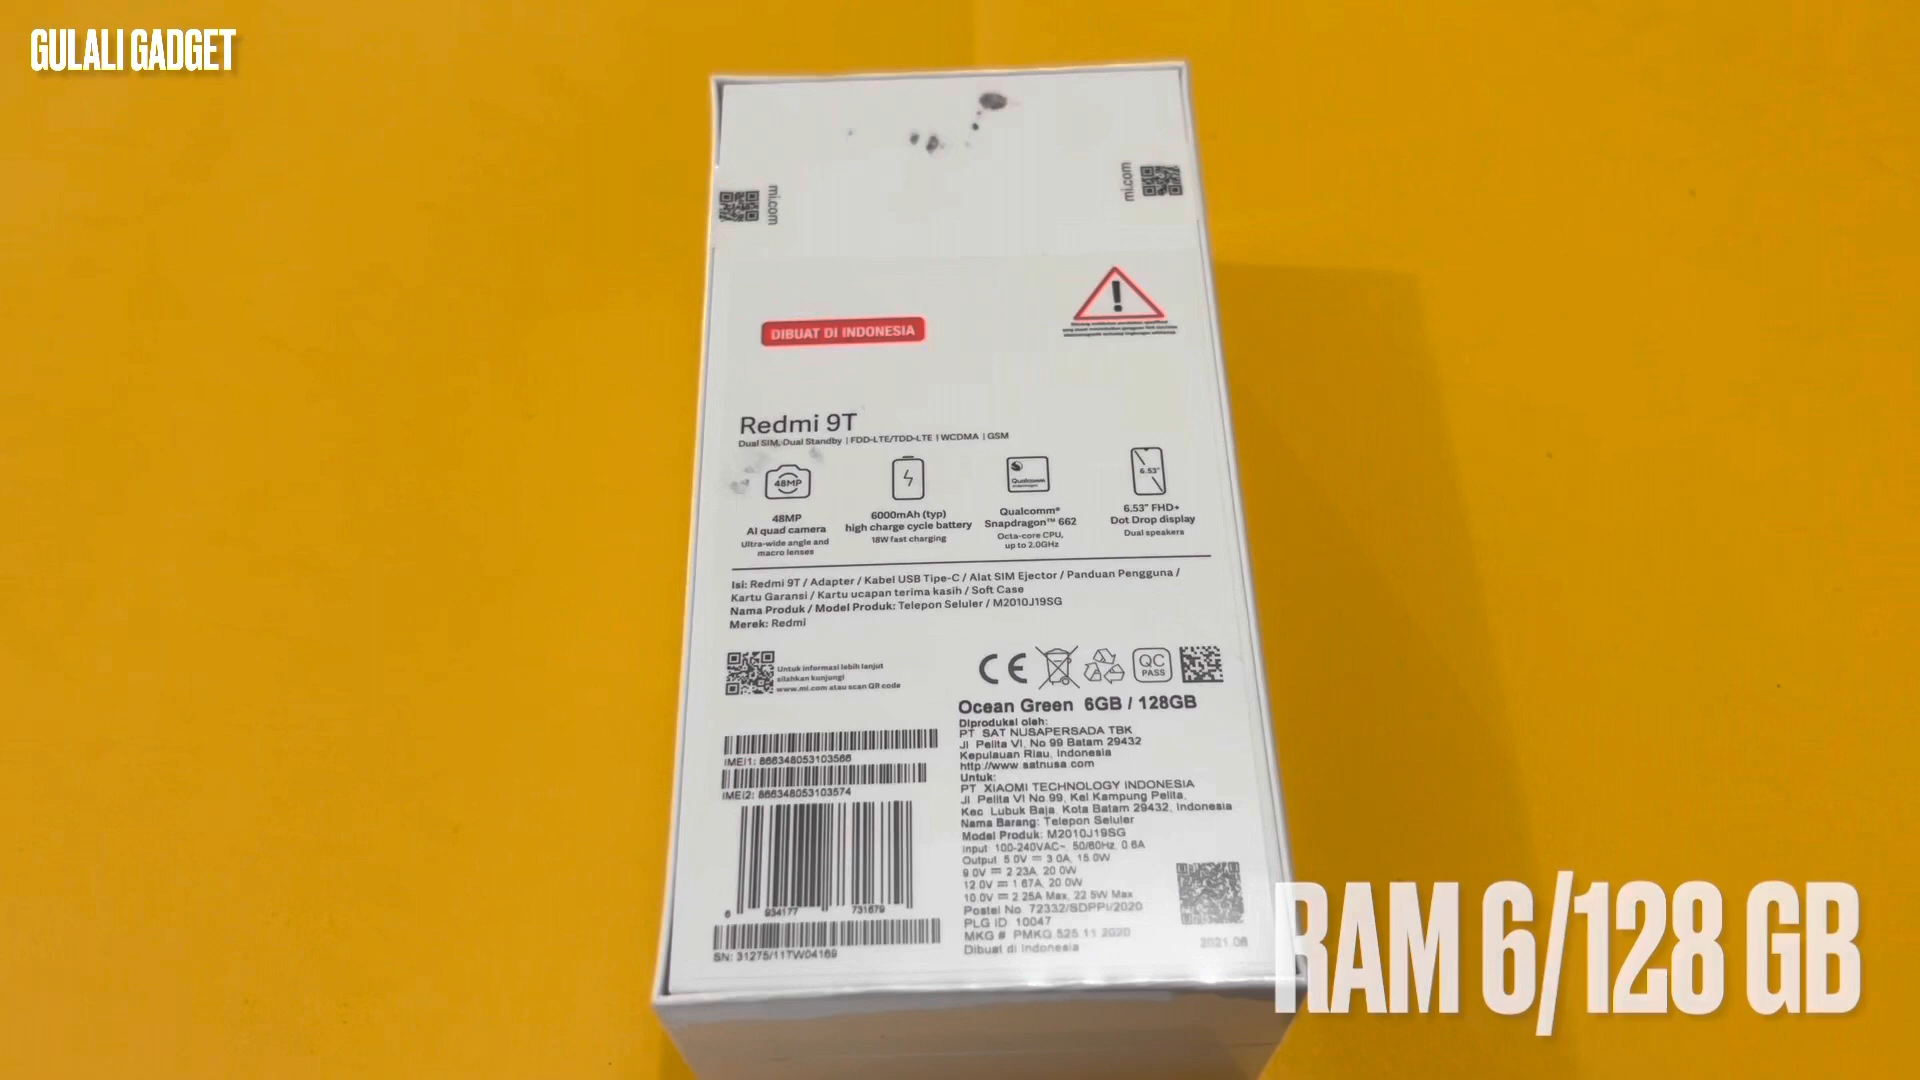 GULALI GADGET
mi.com
mi.com
DIBUAT DI INDONESIA
Redmi 9T
Dual SIM, Dual Standby | FDD-LTE/TDD-LTE | WCDMA | GSM
48MP
Qualcomm
6.53"
48MP
AI quad camera
Ultra-wide angle and
macro lenses
6000mAh (typ)
high charge cycle battery
18W fast charging
Qualcomm®
Snapdragon™ 662
Octa-core CPU,
up to 2.0GHz
6.53" FHD+
Dot Drop display
Dual speakers
Isi: Redmi 9T / Adapter / Kabel USB Tipe-C / Alat SIM Ejector / Panduan Pengguna /
Kartu Garansi / Kartu ucapan terima kasih / Soft Case
Nama Produk / Model Produk: Telepon Seluler / M2010J19SG
Merek: Redmi
Untuk informasi lebih lanjut
silahkan kunjungi
www.mi.com atau scan QR code
CE
QC
PASS
Ocean Green 6GB / 128GB
Diproduksi oleh:
PT SAT NUSAPERSADA TBK
Jl Pelita VI, No 99 Batam 29432
Kepulauan Riau, Indonesia
http://www.satnusa.com
Untuk:
PT XIAOMI TECHNOLOGY INDONESIA
Jl Pelita VI No 99, Kel Kampung Pelita,
Kec Lubuk Baja, Kota Batam 29432, Indonesia
Nama Barang: Telepon Seluler
Model Produk: M2010J19SG
Input 100-240VAC~, 50/60Hz, 0.6A
Output 5.0V ⎓ 3.0A, 15.0W
9.0V ⎓ 2.23A, 20.0W
12.0V ⎓ 1.67A, 20.0W
10.0V ⎓ 2.25A Max, 22.5W Max
Postel No 72332/SDPPI/2020
PLG ID 10047
MKG # PMKG.525.11.2020
Dibuat di Indonesia
2021.06
IMEI1: 866348053103566
IMEI2: 866348053103574
6 934177 731679
SN: 31275/11TW04169
RAM 6/128 GB